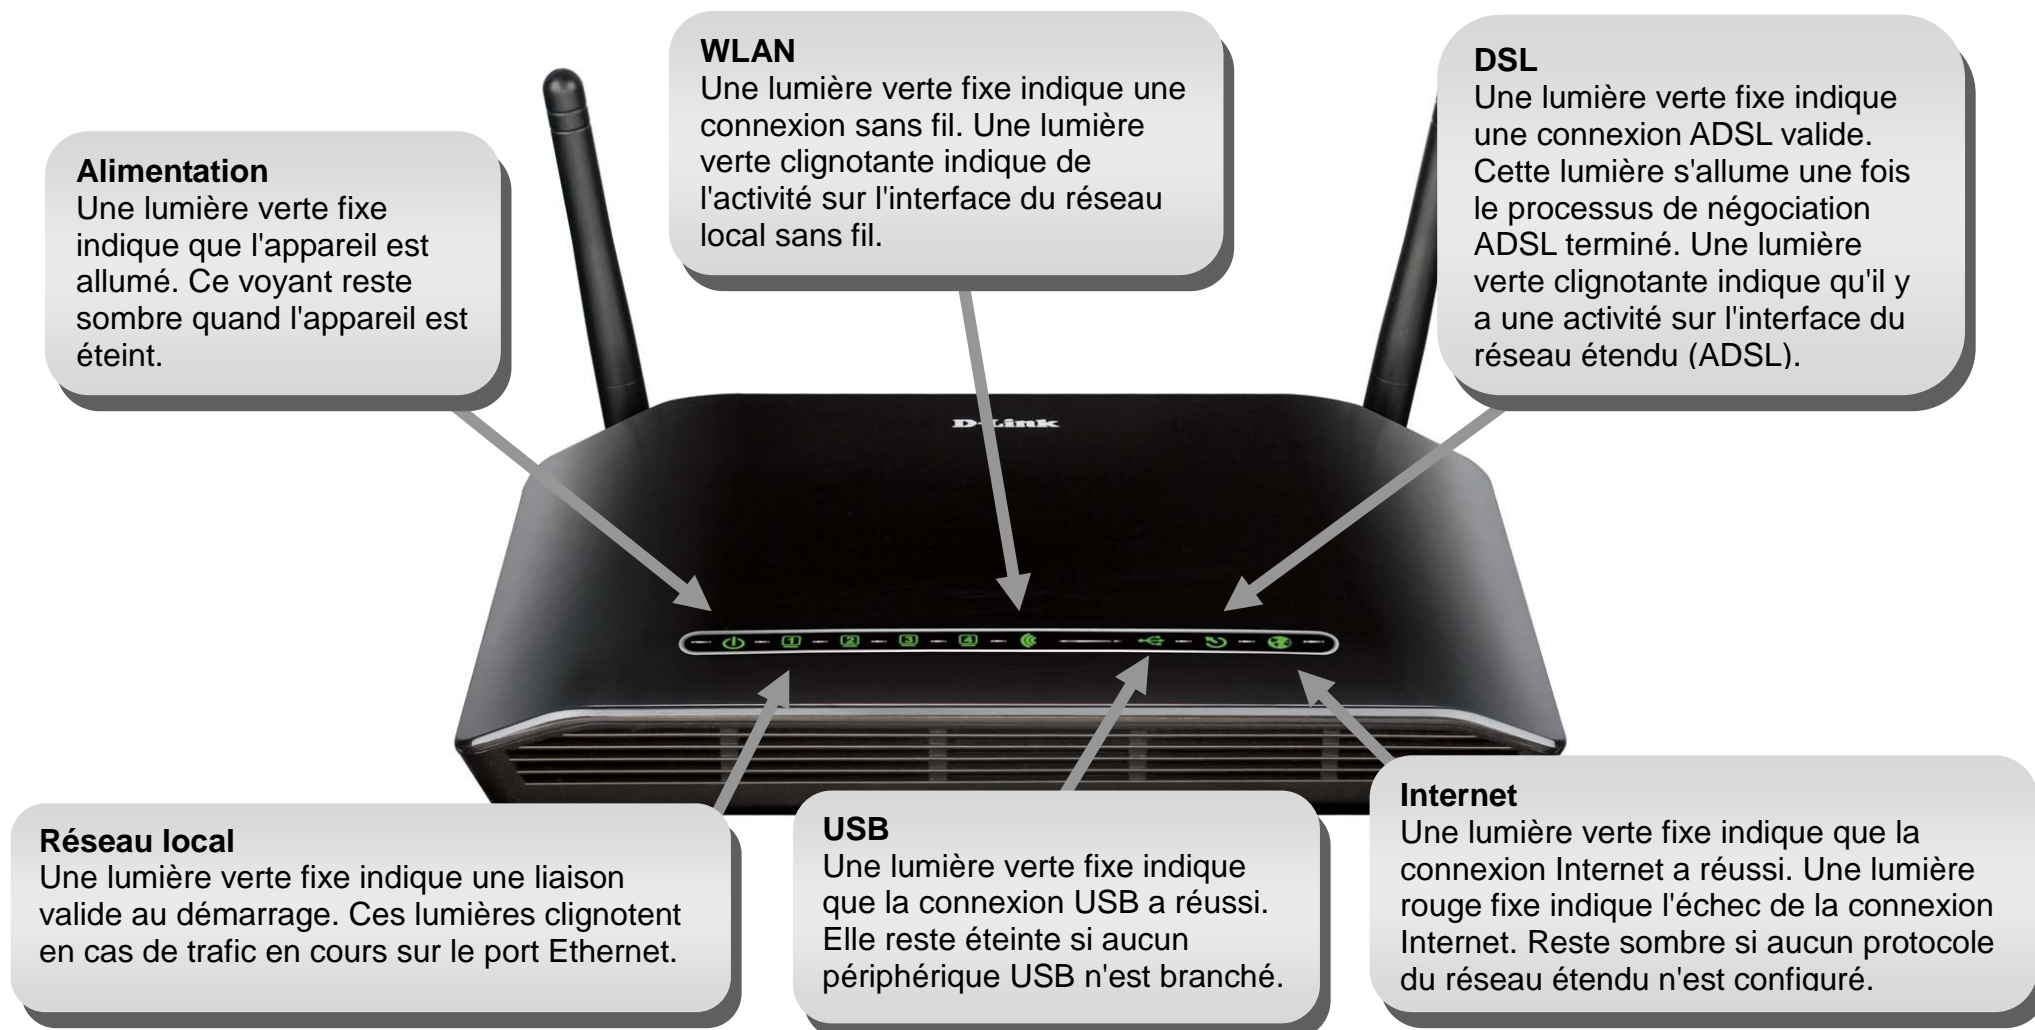 WLAN
Une lumière verte fixe indique une
connexion sans fil. Une lumière
verte clignotante indique de
l'activité sur l'interface du réseau
local sans fil.
DSL
Une lumière verte fixe indique
une connexion ADSL valide.
Cette lumière s'allume une fois
le processus de négociation
ADSL terminé. Une lumière
verte clignotante indique qu'il y
a une activité sur l'interface du
réseau étendu (ADSL).
Alimentation
Une lumière verte fixe
indique que l'appareil est
allumé. Ce voyant reste
sombre quand l'appareil est
éteint.
D-Link
1 2 3 4
Réseau local
Une lumière verte fixe indique une liaison
valide au démarrage. Ces lumières clignotent
en cas de trafic en cours sur le port Ethernet.
USB
Une lumière verte fixe indique
que la connexion USB a réussi.
Elle reste éteinte si aucun
périphérique USB n'est branché.
Internet
Une lumière verte fixe indique que la
connexion Internet a réussi. Une lumière
rouge fixe indique l'échec de la connexion
Internet. Reste sombre si aucun protocole
du réseau étendu n'est configuré.